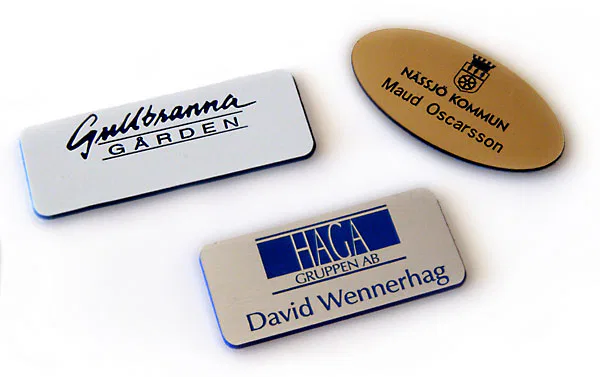 Gullbranna
GÅRDEN
NÄSSJÖ KOMMUN
Maud Oscarsson
HAGA
GRUPPEN AB
David Wennerhag